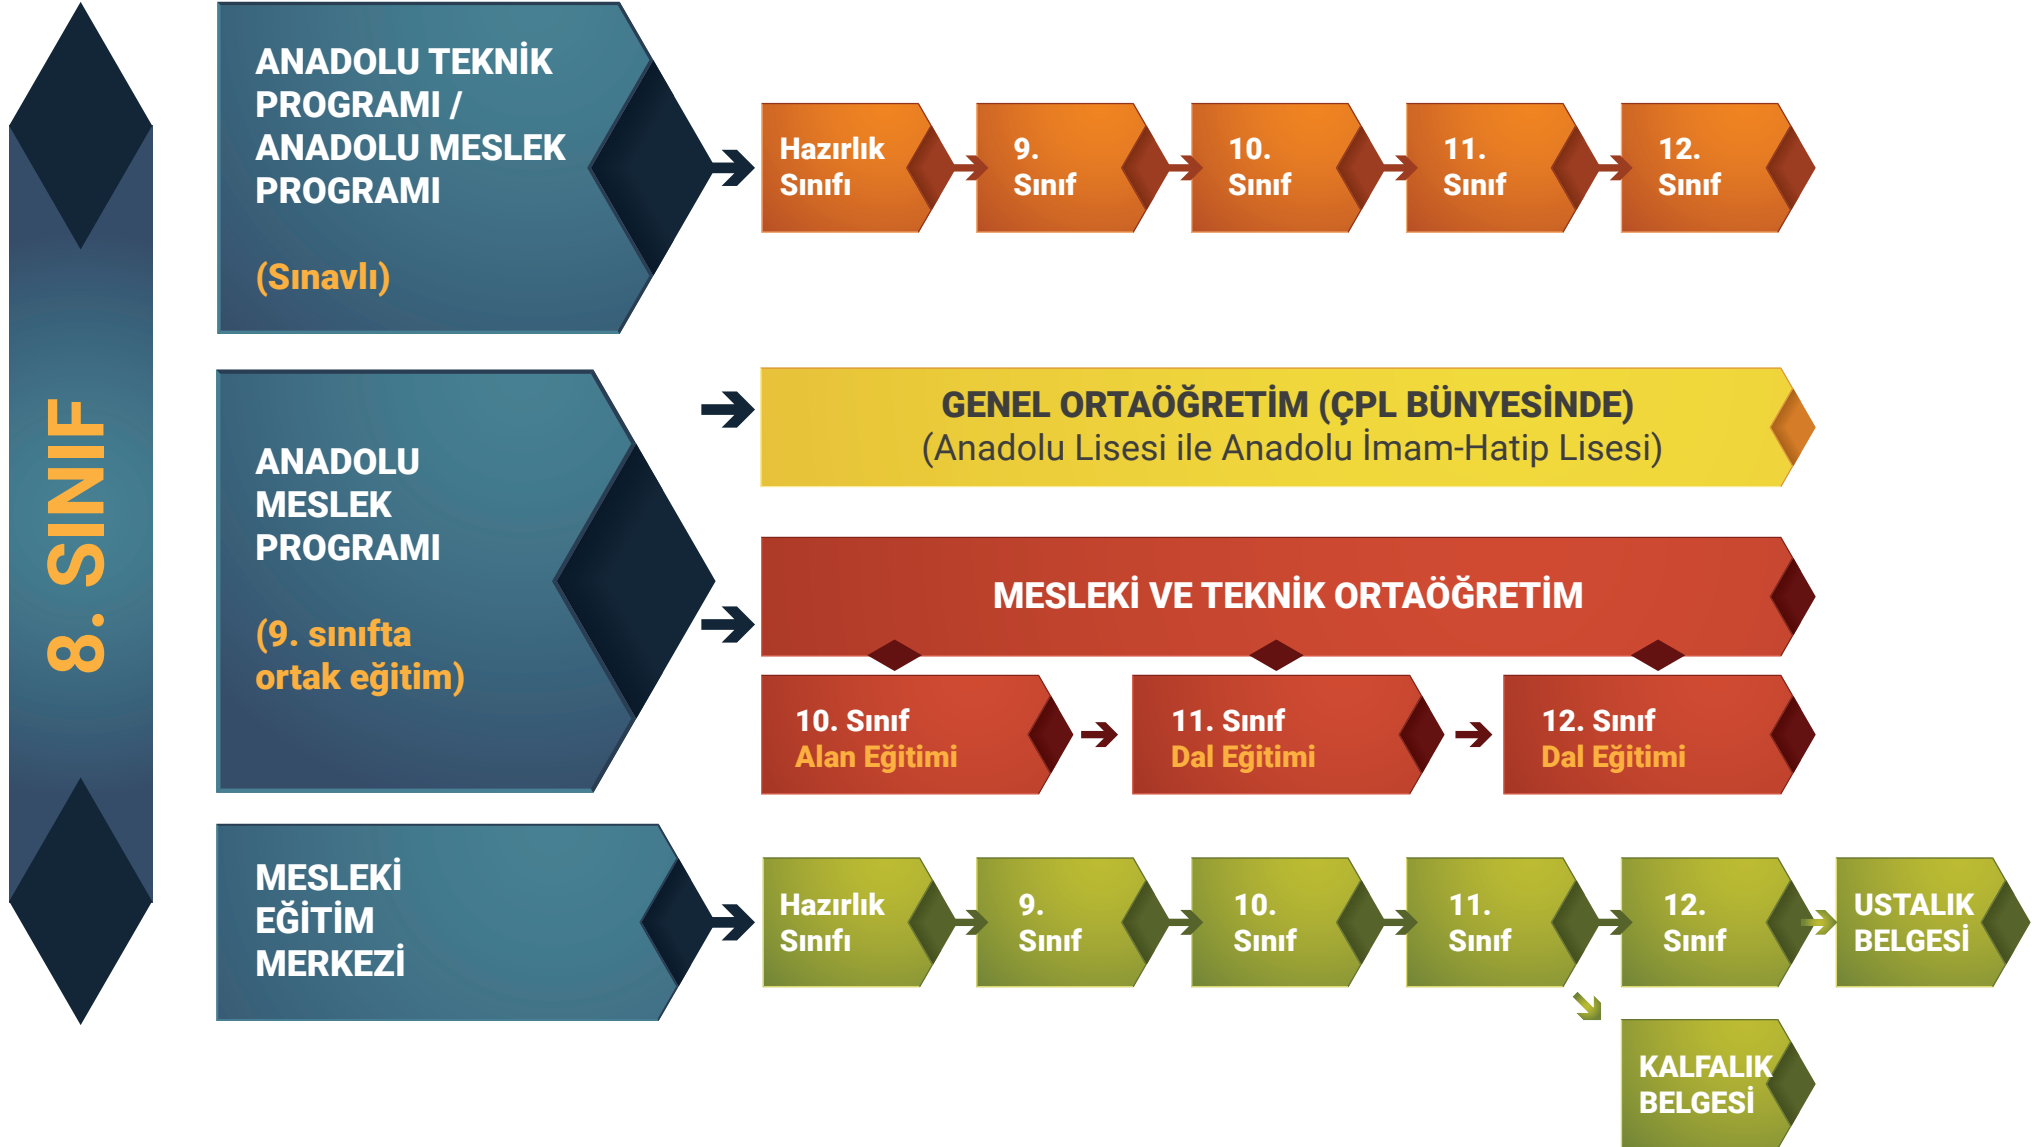 8. SINIF
ANADOLU TEKNİK
PROGRAMI /
ANADOLU MESLEK
PROGRAMI
(Sınavlı)
Hazırlık
Sınıfı
9.
Sınıf
10.
Sınıf
11.
Sınıf
12.
Sınıf
ANADOLU
MESLEK
PROGRAMI
(9. sınıfta
ortak eğitim)
GENEL ORTAÖĞRETİM (ÇPL BÜNYESİNDE)
(Anadolu Lisesi ile Anadolu İmam-Hatip Lisesi)
MESLEKİ VE TEKNİK ORTAÖĞRETİM
10. Sınıf
Alan Eğitimi
11. Sınıf
Dal Eğitimi
12. Sınıf
Dal Eğitimi
MESLEKİ
EĞİTİM
MERKEZİ
Hazırlık
Sınıfı
9.
Sınıf
10.
Sınıf
11.
Sınıf
12.
Sınıf
USTALIK
BELGESİ
KALFALIK
BELGESİ